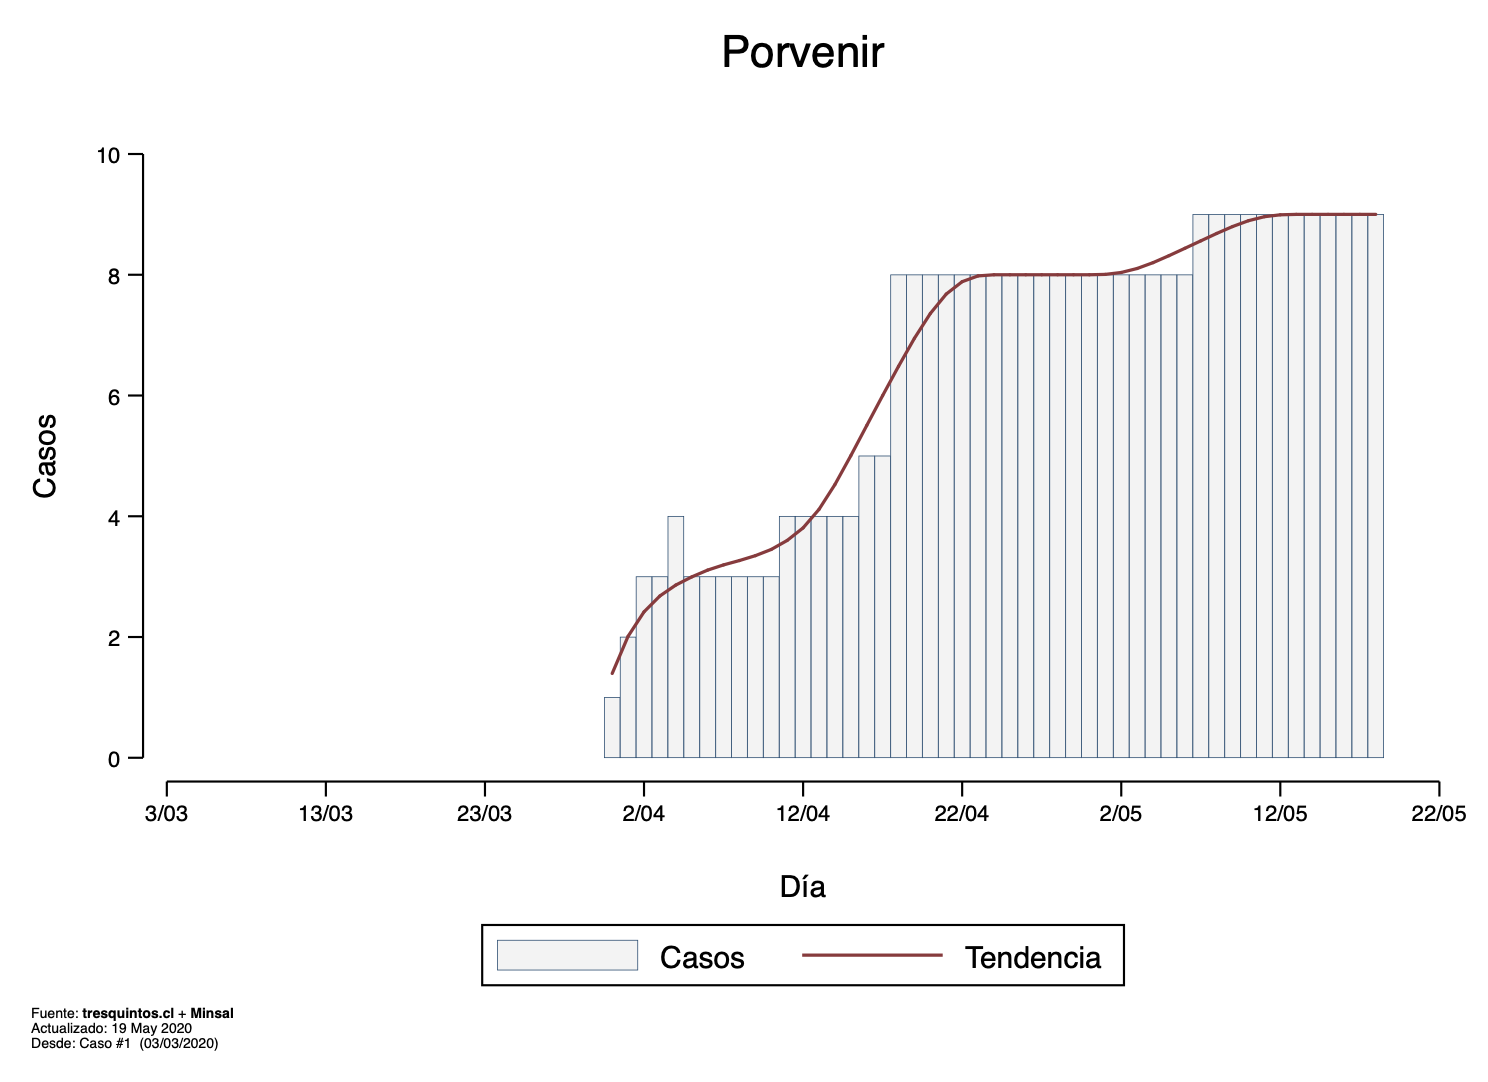 Porvenir
10
8
6
4
2
0
Casos
3/03 13/03 23/03 2/04 12/04 22/04 2/05 12/05 22/05
Día
Casos Tendencia
Fuente: tresquintos.cl + Minsal
Actualizado: 19 May 2020
Desde: Caso #1 (03/03/2020)